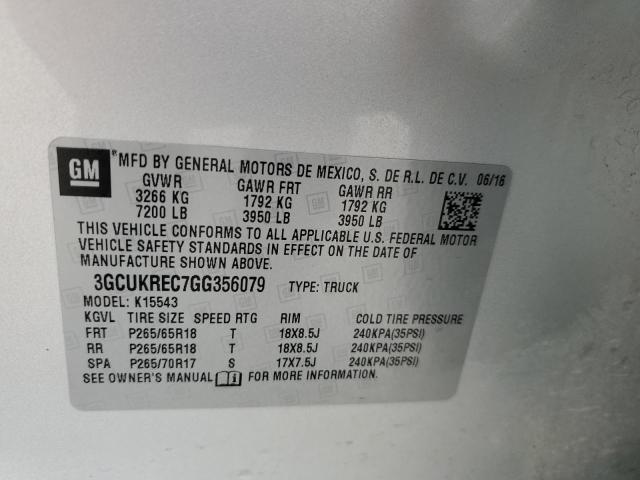 GM
MFD BY GENERAL MOTORS DE MEXICO, S. DE R.L. DE C.V. 06/16
GVWR GAWR FRT GAWR RR
3266 KG 1792 KG 1792 KG
7200 LB 3950 LB 3950 LB
THIS VEHICLE CONFORMS TO ALL APPLICABLE U.S. FEDERAL MOTOR
VEHICLE SAFETY STANDARDS IN EFFECT ON THE DATE OF
MANUFACTURE SHOWN ABOVE.
3GCUKREC7GG356079 TYPE: TRUCK
MODEL: K15543
KGVL TIRE SIZE SPEED RTG RIM COLD TIRE PRESSURE
FRT P265/65R18 T 18X8.5J 240KPA(35PSI)
RR P265/65R18 T 18X8.5J 240KPA(35PSI)
SPA P265/70R17 S 17X7.5J 240KPA(35PSI)
SEE OWNER'S MANUAL FOR MORE INFORMATION